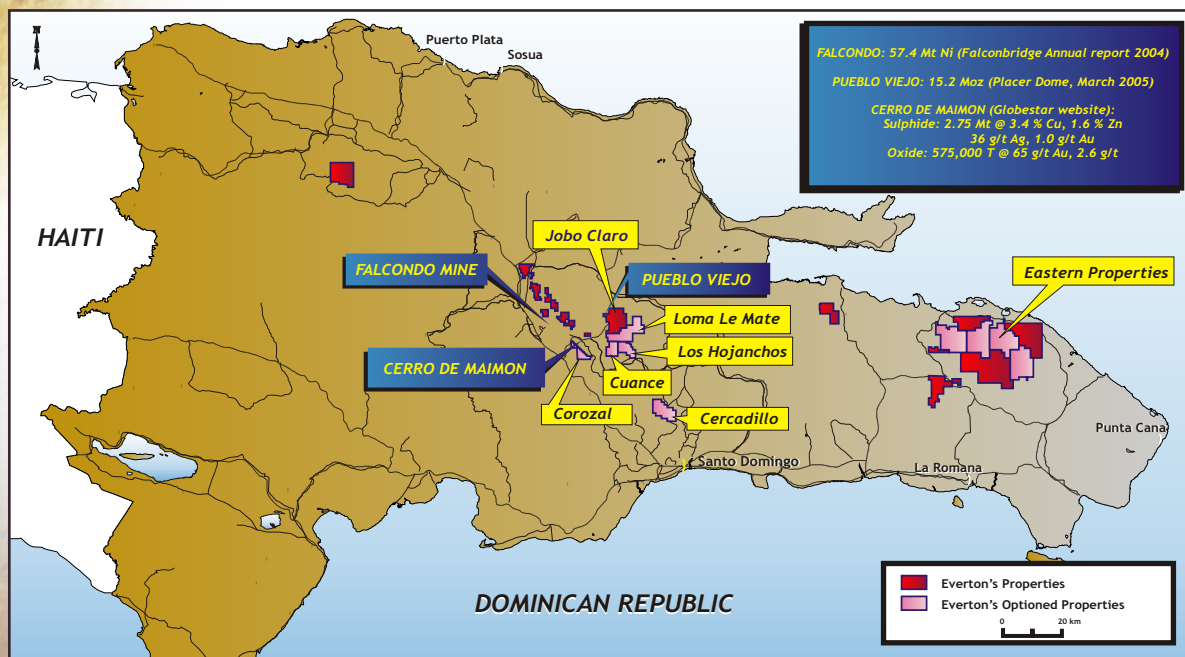 N
Puerto Plata
Sosua
FALCONDO: 57.4 Mt Ni (Falconbridge Annual report 2004)
PUEBLO VIEJO: 15.2 Moz (Placer Dome, March 2005)
CERRO DE MAIMON (Globestar website):
Sulphide: 2.75 Mt @ 3.4 % Cu, 1.6 % Zn
36 g/t Ag, 1.0 g/t Au
Oxide: 575,000 T @ 65 g/t Au, 2.6 g/t
HAITI
Jobo Claro
FALCONDO MINE
PUEBLO VIEJO
Eastern Properties
Loma Le Mate
Los Hojanchos
CERRO DE MAIMON
Cuance
Corozal
Cercadillo
Punta Cana
Santo Domingo
La Romana
DOMINICAN REPUBLIC
Everton's Properties
Everton's Optioned Properties
0 20 km